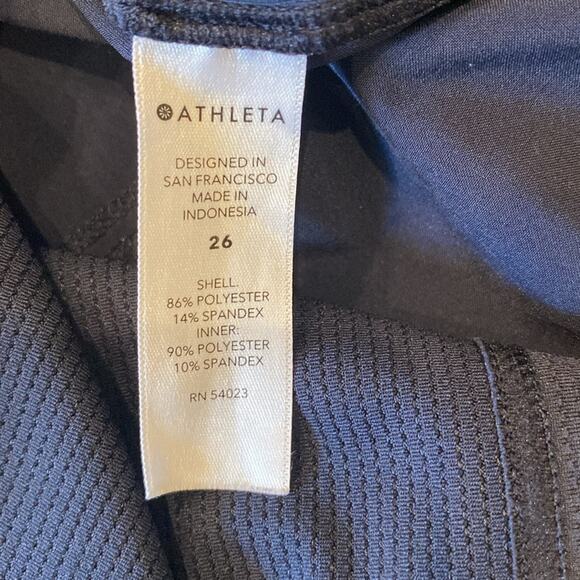 ATHLETA
DESIGNED IN
SAN FRANCISCO
MADE IN
INDONESIA
26
SHELL:
86% POLYESTER
14% SPANDEX
INNER:
90% POLYESTER
10% SPANDEX
RN 54023